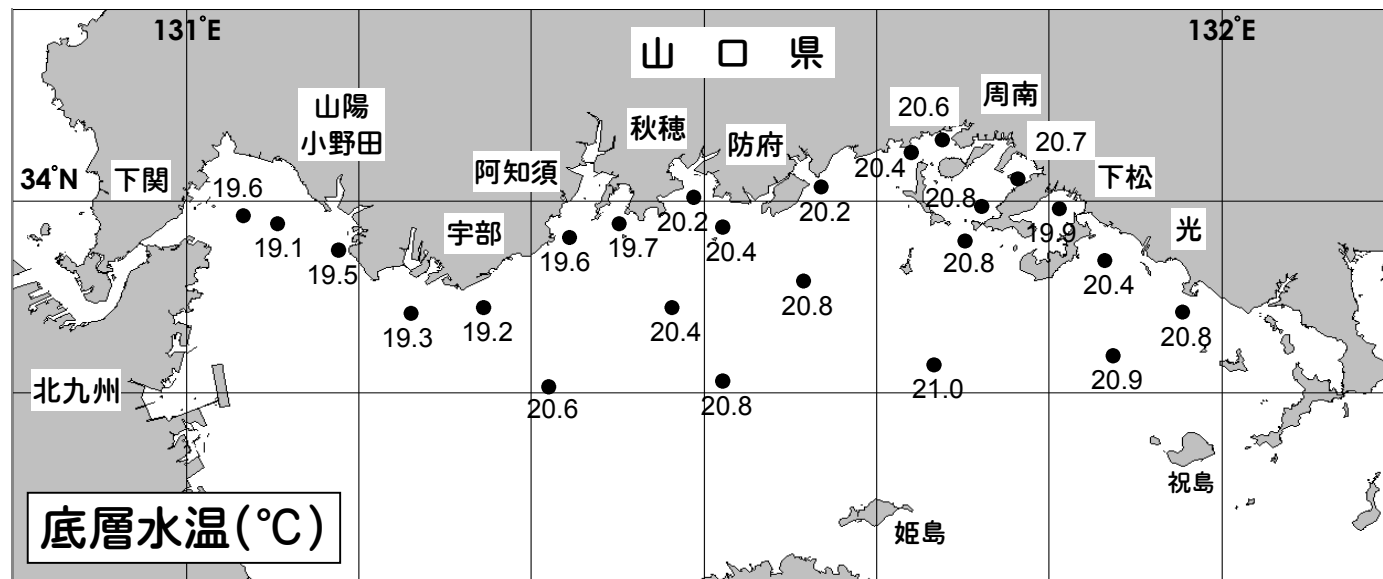 131°E
132°E
山 口 県
山陽
小野田
秋穂
防府
20.6
周南
20.7
34°N
下関
阿知須
20.4
下松
19.6
20.8
19.1
宇部
20.2
20.2
19.9
光
19.5
19.6
19.7
20.4
20.8
20.4
19.3
19.2
20.4
20.8
20.8
北九州
20.6
20.8
21.0
20.9
祝島
底層水温(℃)
姫島